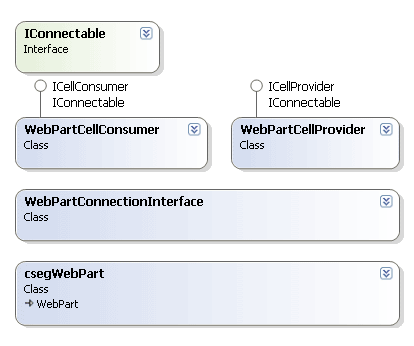 IConnectable
Interface
ICellConsumer
IConnectable
ICellProvider
IConnectable
WebPartCellConsumer
Class
WebPartCellProvider
Class
WebPartConnectionInterface
Class
csegWebPart
Class
WebPart